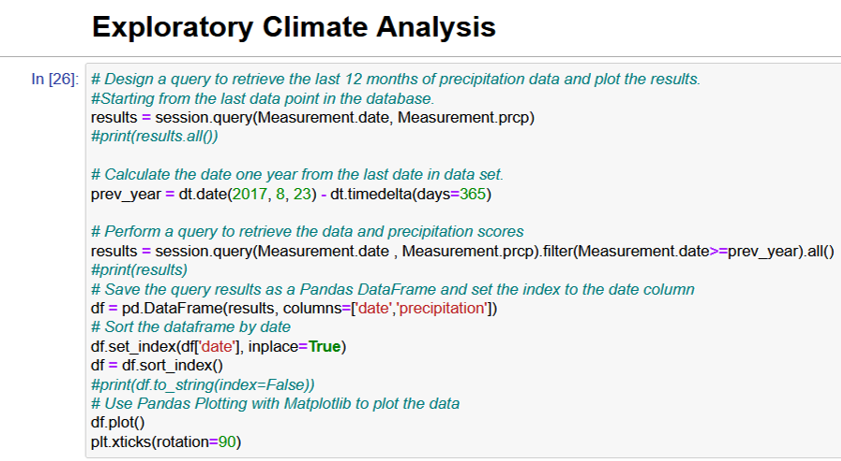 Exploratory Climate Analysis
In [26]:
# Design a query to retrieve the last 12 months of precipitation data and plot the results.
#Starting from the last data point in the database.
results = session.query(Measurement.date, Measurement.prcp)
#print(results.all())
# Calculate the date one year from the last date in data set.
prev_year = dt.date(2017, 8, 23) - dt.timedelta(days=365)
# Perform a query to retrieve the data and precipitation scores
results = session.query(Measurement.date , Measurement.prcp).filter(Measurement.date>=prev_year).all()
#print(results)
# Save the query results as a Pandas DataFrame and set the index to the date column
df = pd.DataFrame(results, columns=['date','precipitation'])
# Sort the dataframe by date
df.set_index(df['date'], inplace=True)
df = df.sort_index()
#print(df.to_string(index=False))
# Use Pandas Plotting with Matplotlib to plot the data
df.plot()
plt.xticks(rotation=90)